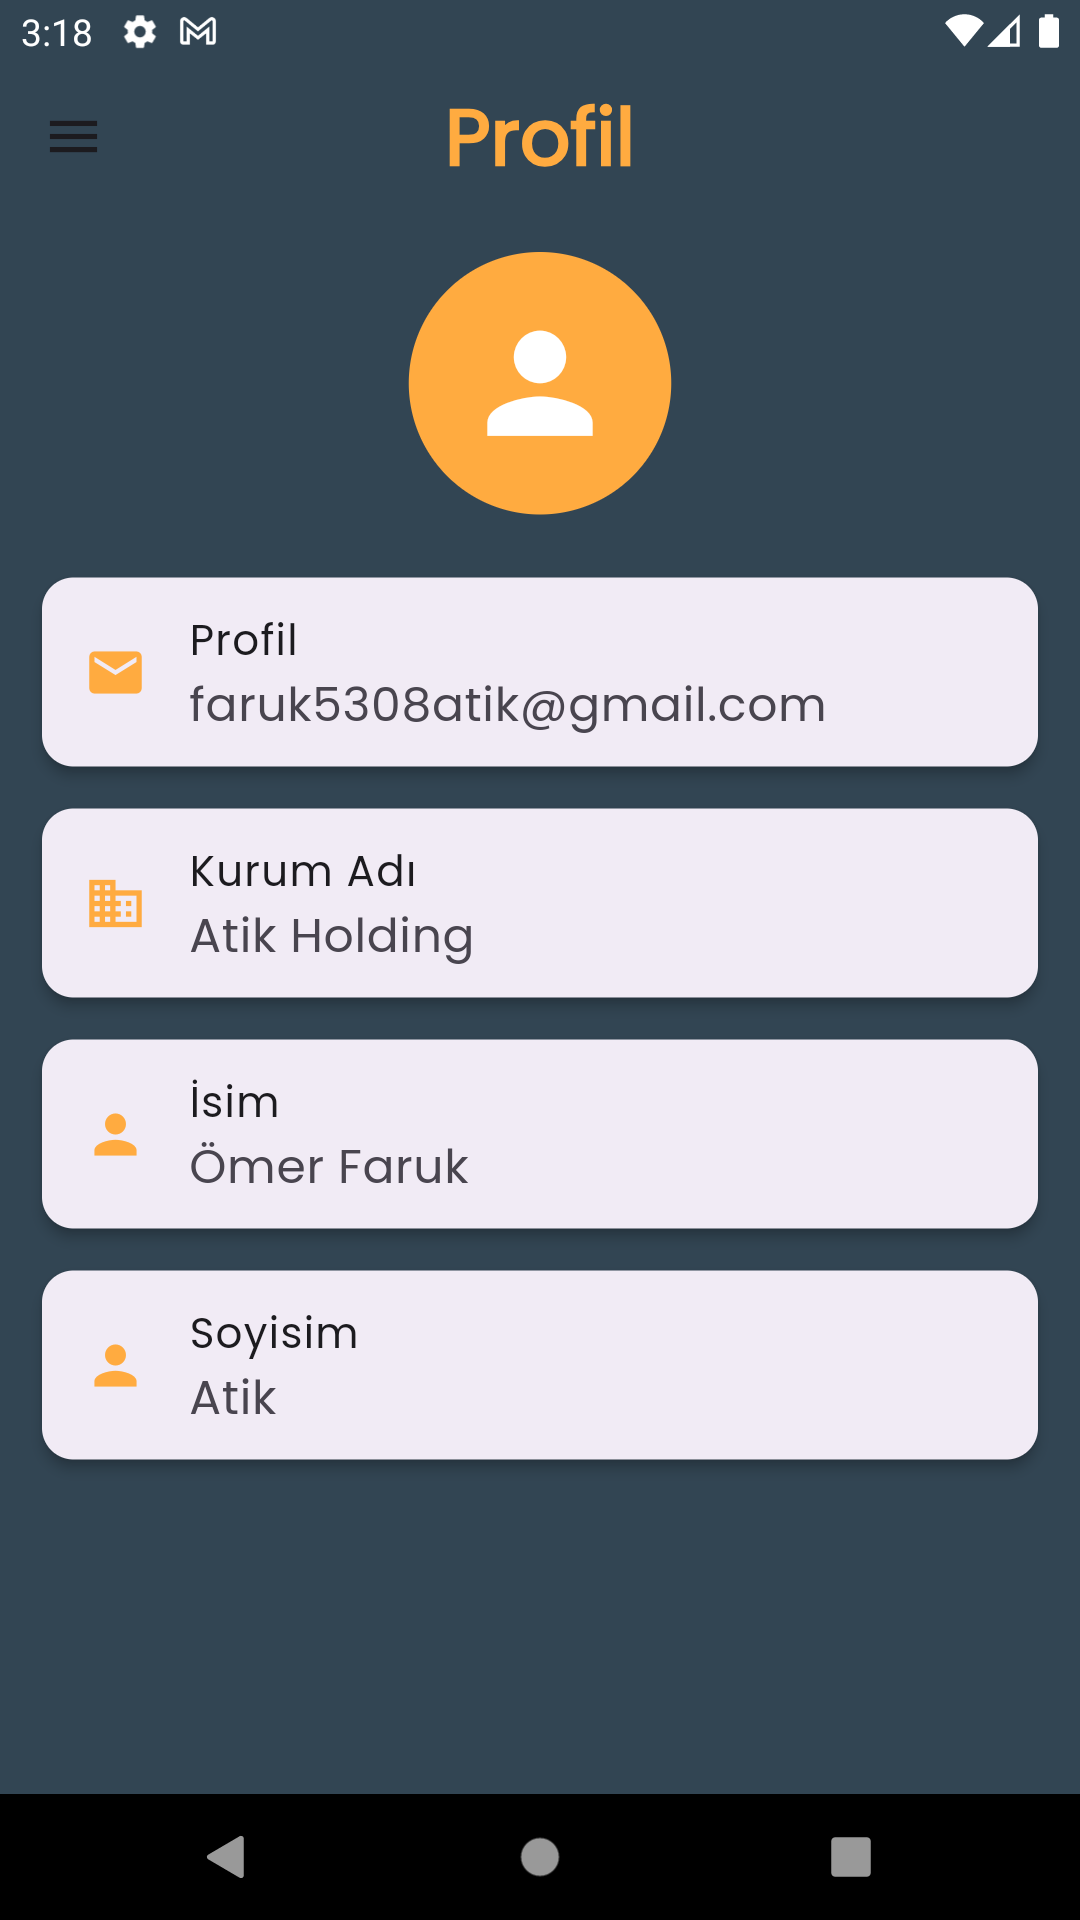 3:18
Profil
Profil
faruk5308atik@gmail.com
Kurum Adı
Atik Holding
İsim
Ömer Faruk
Soyisim
Atik